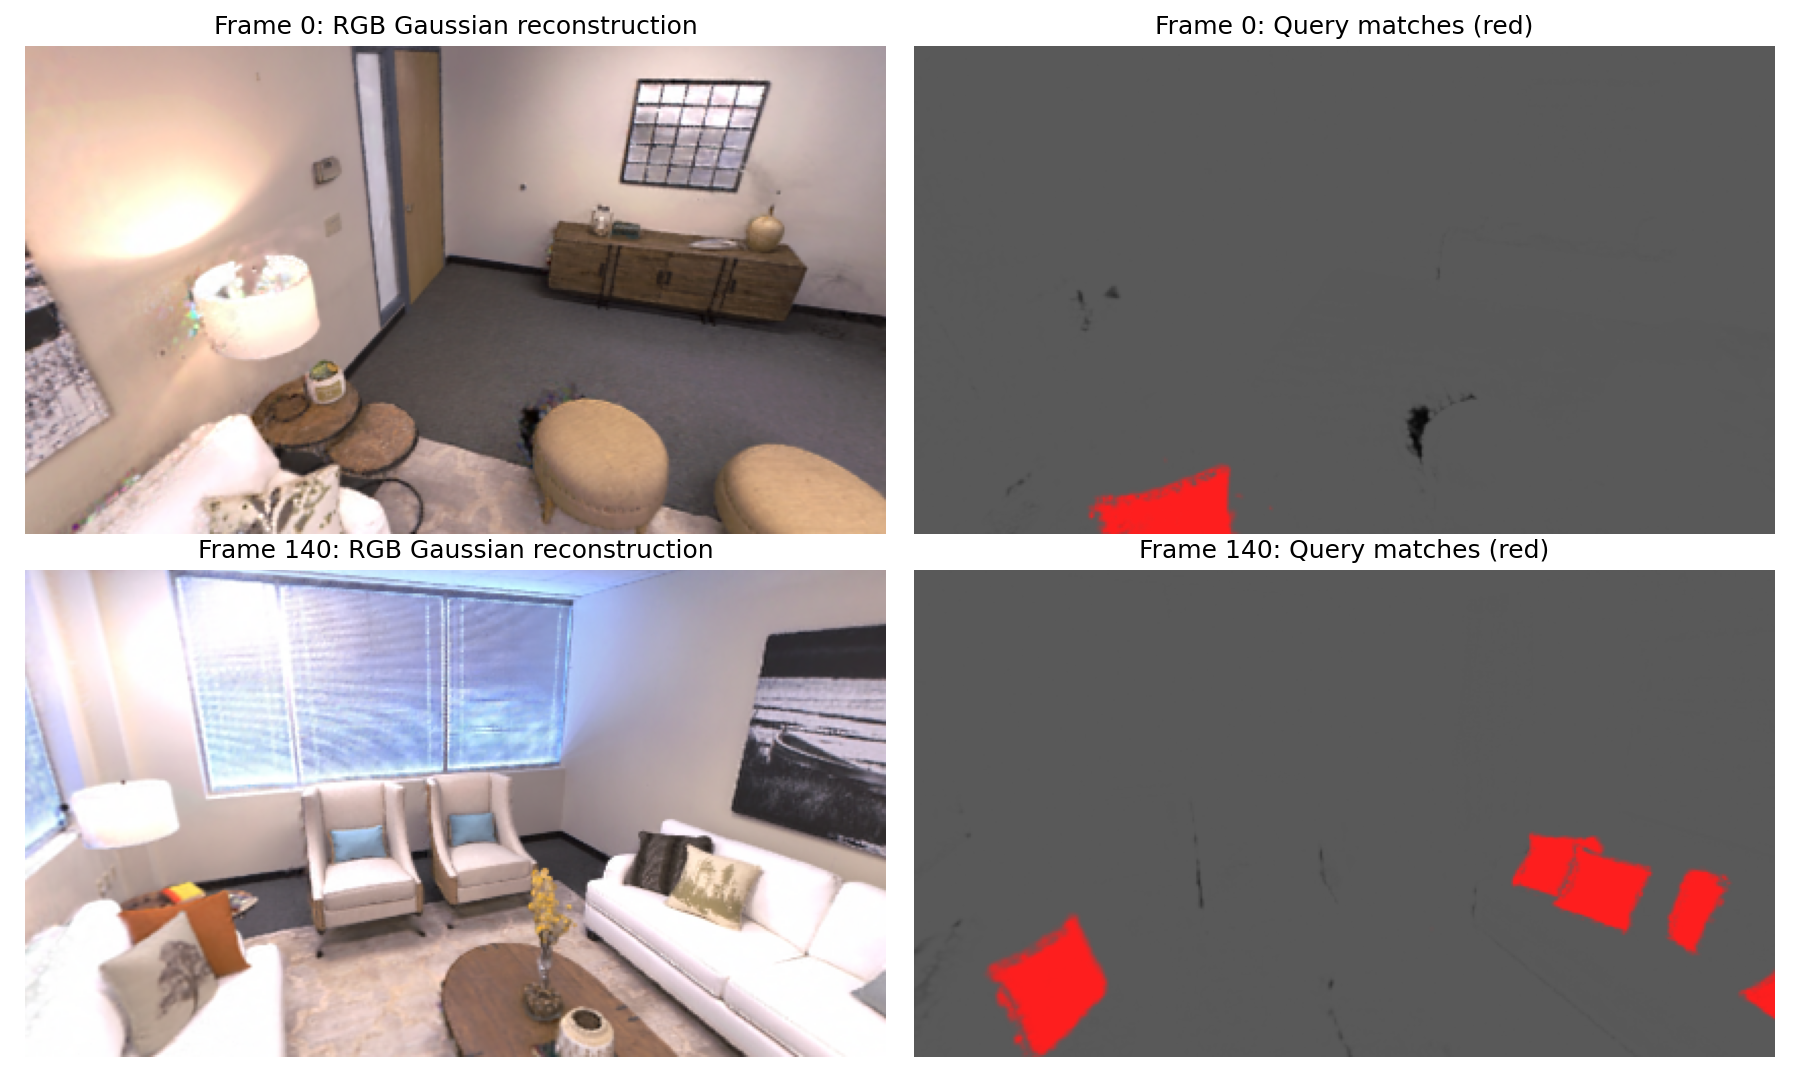 Frame 0: RGB Gaussian reconstruction
Frame 0: Query matches (red)
Frame 140: RGB Gaussian reconstruction
Frame 140: Query matches (red)